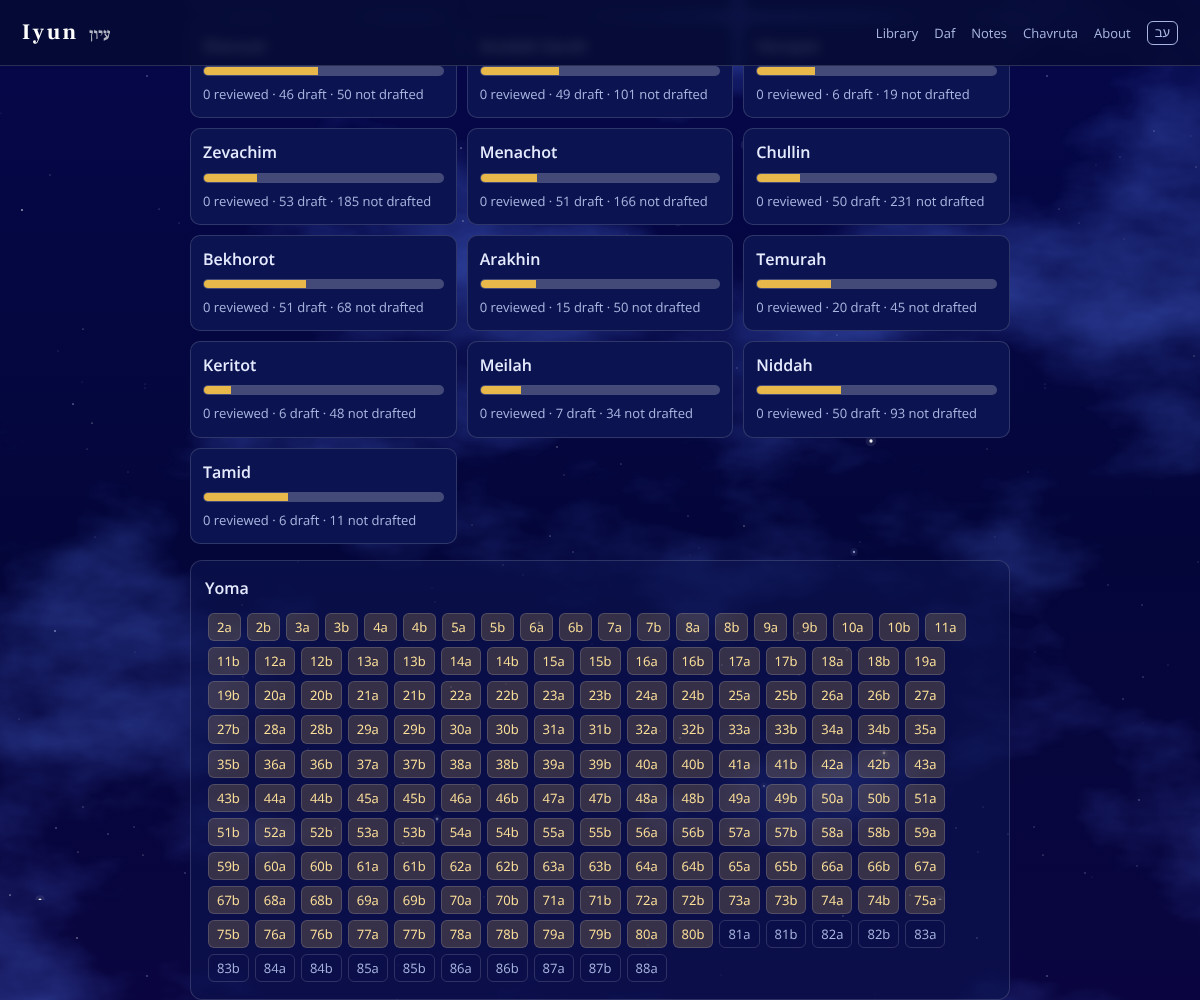 Iyun עיון
Library Daf Notes Chavruta About עב
0 reviewed · 46 draft · 50 not drafted
0 reviewed · 49 draft · 101 not drafted
0 reviewed · 6 draft · 19 not drafted
Zevachim
0 reviewed · 53 draft · 185 not drafted
Menachot
0 reviewed · 51 draft · 166 not drafted
Chullin
0 reviewed · 50 draft · 231 not drafted
Bekhorot
0 reviewed · 51 draft · 68 not drafted
Arakhin
0 reviewed · 15 draft · 50 not drafted
Temurah
0 reviewed · 20 draft · 45 not drafted
Keritot
0 reviewed · 6 draft · 48 not drafted
Meilah
0 reviewed · 7 draft · 34 not drafted
Niddah
0 reviewed · 50 draft · 93 not drafted
Tamid
0 reviewed · 6 draft · 11 not drafted
Yoma
2a 2b 3a 3b 4a 4b 5a 5b 6a 6b 7a 7b 8a 8b 9a 9b 10a 10b 11a
11b 12a 12b 13a 13b 14a 14b 15a 15b 16a 16b 17a 17b 18a 18b 19a
19b 20a 20b 21a 21b 22a 22b 23a 23b 24a 24b 25a 25b 26a 26b 27a
27b 28a 28b 29a 29b 30a 30b 31a 31b 32a 32b 33a 33b 34a 34b 35a
35b 36a 36b 37a 37b 38a 38b 39a 39b 40a 40b 41a 41b 42a 42b 43a
43b 44a 44b 45a 45b 46a 46b 47a 47b 48a 48b 49a 49b 50a 50b 51a
51b 52a 52b 53a 53b 54a 54b 55a 55b 56a 56b 57a 57b 58a 58b 59a
59b 60a 60b 61a 61b 62a 62b 63a 63b 64a 64b 65a 65b 66a 66b 67a
67b 68a 68b 69a 69b 70a 70b 71a 71b 72a 72b 73a 73b 74a 74b 75a
75b 76a 76b 77a 77b 78a 78b 79a 79b 80a 80b 81a 81b 82a 82b 83a
83b 84a 84b 85a 85b 86a 86b 87a 87b 88a